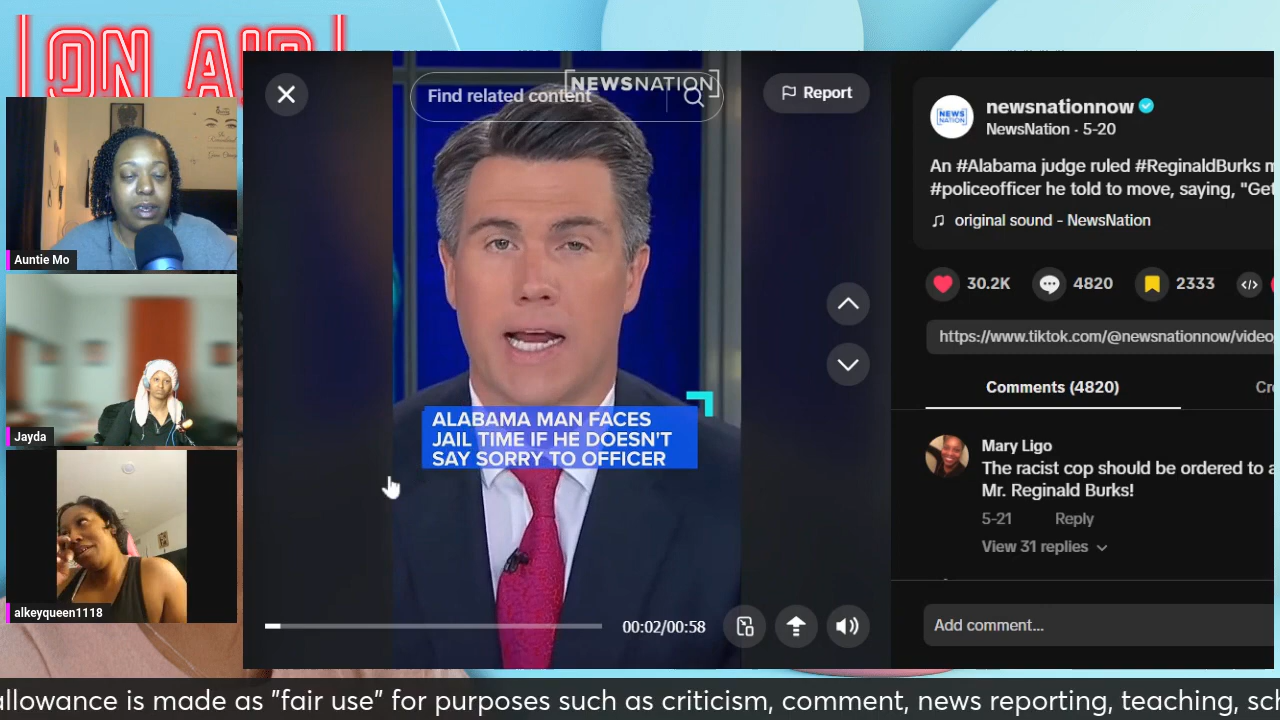 ON AIR
Auntie Mo
Jayda
alkeyqueen1118
NEWSNATION
Find related content
Report
ALABAMA MAN FACES
JAIL TIME IF HE DOESN'T
SAY SORRY TO OFFICER
00:02/00:58
NEWS
NATION
newsnationnow
NewsNation · 5-20
An #Alabama judge ruled #ReginaldBurks m
#policeofficer he told to move, saying, "Get
original sound - NewsNation
30.2K
4820
2333
https://www.tiktok.com/@newsnationnow/video
Comments (4820)
Cr
Mary Ligo
The racist cop should be ordered to a
Mr. Reginald Burks!
5-21
Reply
View 31 replies
Add comment...
allowance is made as "fair use" for purposes such as criticism, comment, news reporting, teaching, sch